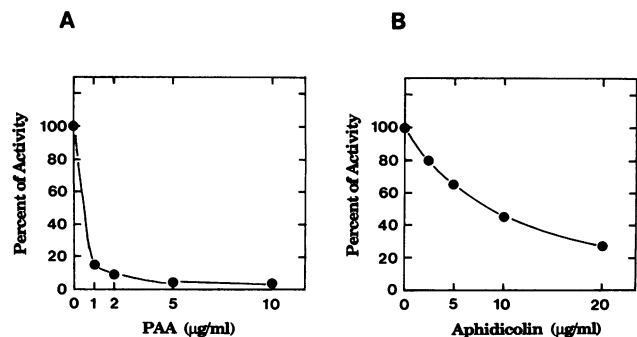 A
B
Percent of Activity
100
80
60
40
20
0
0 1 2 5 10
PAA (μg/ml)
Percent of Activity
100
80
60
40
20
0
0 5 10 20
Aphidicolin (μg/ml)